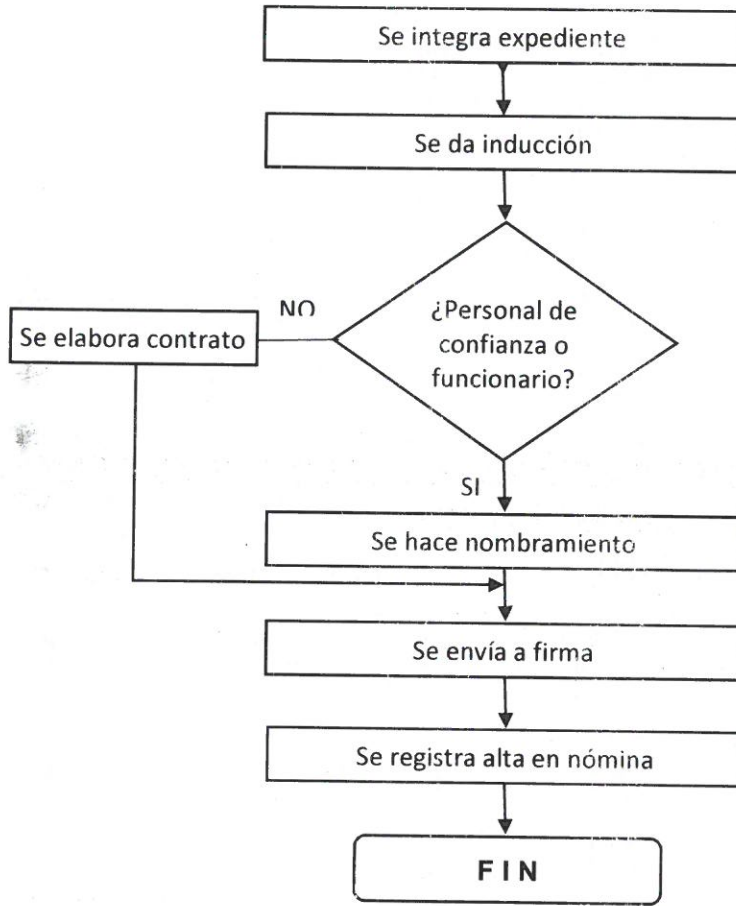 Se integra expediente
Se da inducción
¿Personal de
confianza o
funcionario?
NO
Se elabora contrato
SI
Se hace nombramiento
Se envía a firma
Se registra alta en nómina
FIN